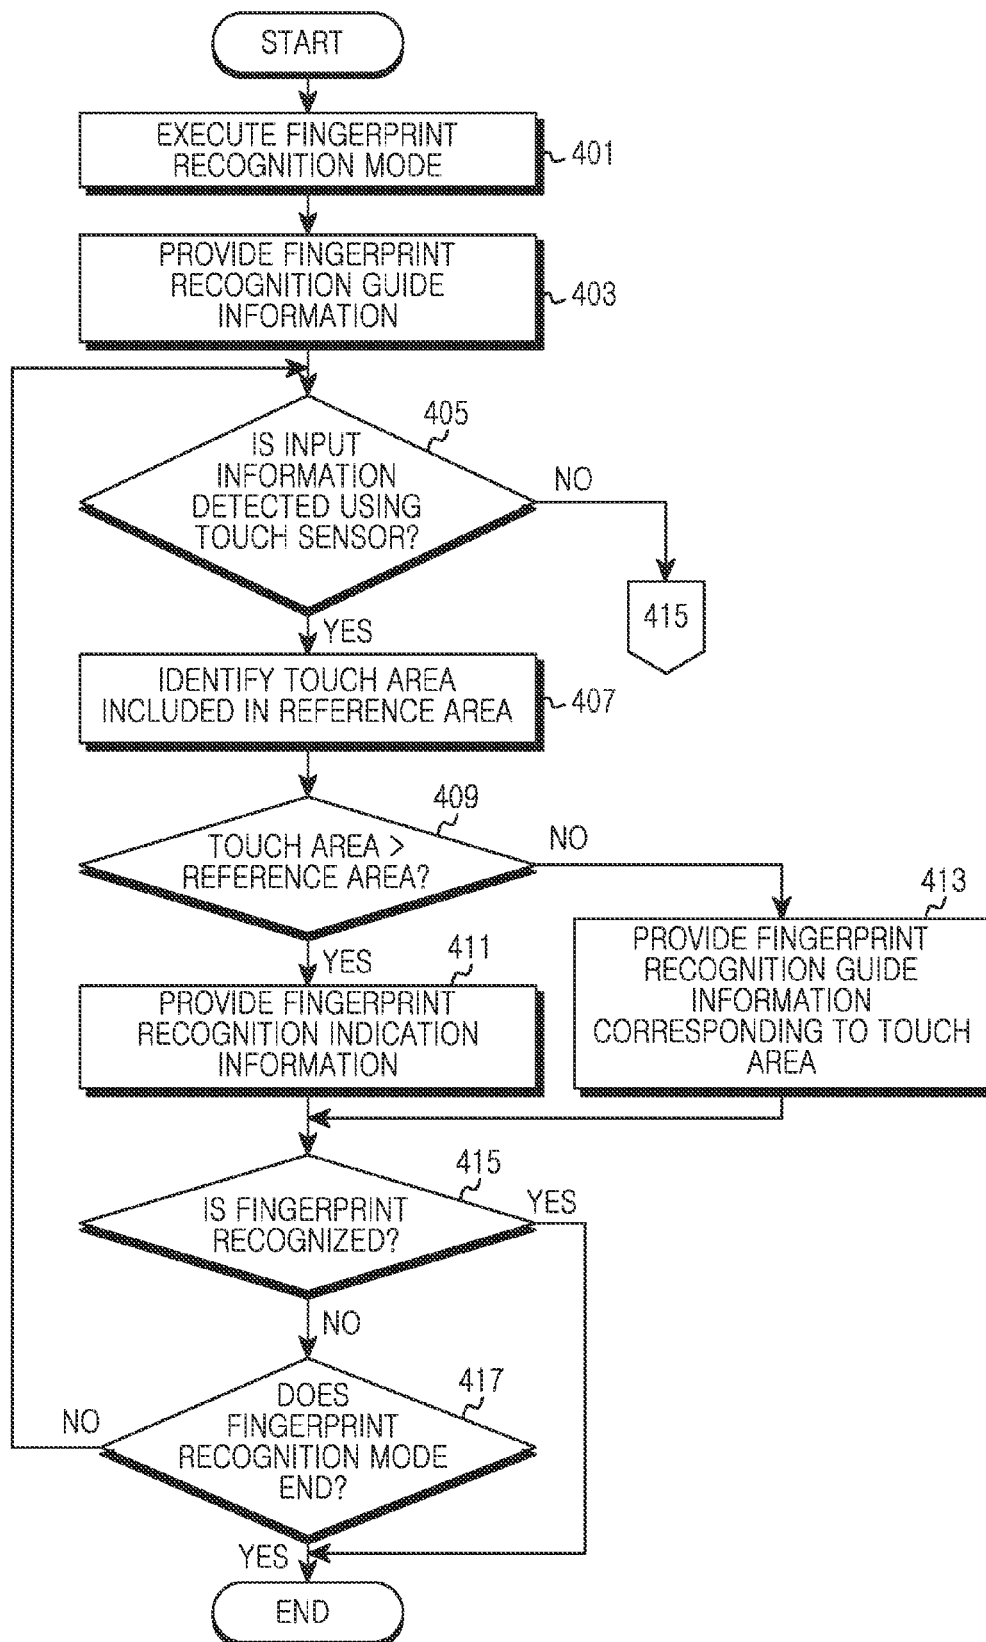 START
EXECUTE FINGERPRINT
RECOGNITION MODE
401
PROVIDE FINGERPRINT
RECOGNITION GUIDE
INFORMATION
403
405
IS INPUT
INFORMATION
DETECTED USING
TOUCH SENSOR?
NO
415
YES
IDENTIFY TOUCH AREA
INCLUDED IN REFERENCE AREA
407
409
TOUCH AREA >
REFERENCE AREA?
NO
YES
411
PROVIDE FINGERPRINT
RECOGNITION INDICATION
INFORMATION
413
PROVIDE FINGERPRINT
RECOGNITION GUIDE
INFORMATION
CORRESPONDING TO TOUCH
AREA
415
IS FINGERPRINT
RECOGNIZED?
YES
NO
417
DOES
FINGERPRINT
RECOGNITION MODE
END?
NO
YES
END